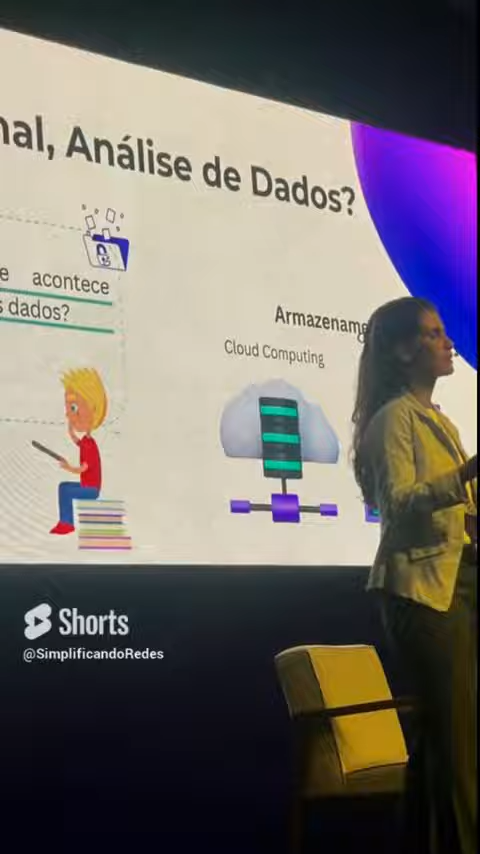 nal, Análise de Dados?
e acontece
s dados?
Armazename
Cloud Computing
Shorts
@SimplificandoRedes